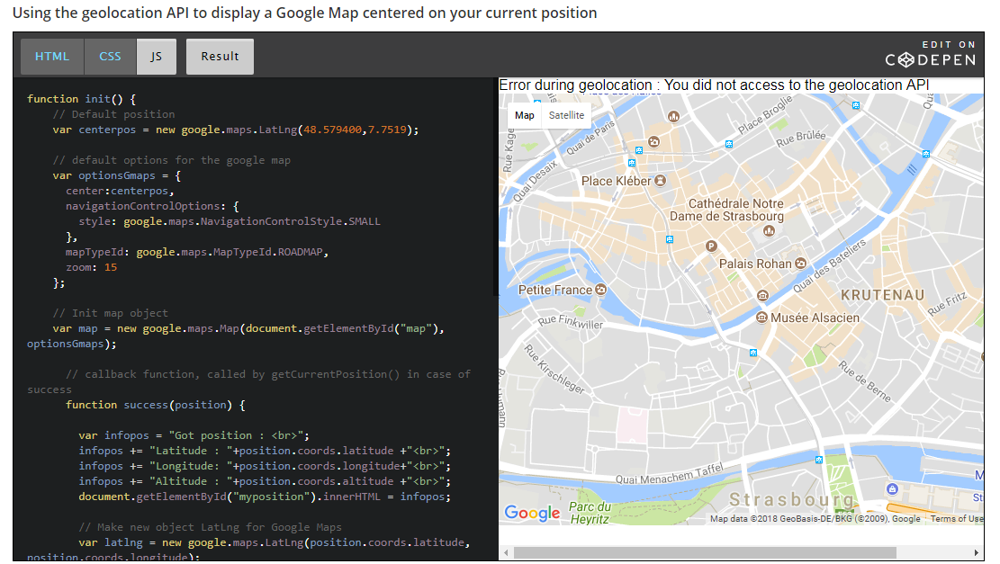 Using the geolocation API to display a Google Map centered on your current position
HTML
CSS
JS
Result
EDIT ON
CODEPEN
function init() {
// Default position
var centerpos = new google.maps.LatLng(48.579400,7.7519);
// default options for the google map
var optionsGmaps = {
center:centerpos,
navigationControlOptions: {
style: google.maps.NavigationControlStyle.SMALL
},
mapTypeId: google.maps.MapTypeId.ROADMAP,
zoom: 15
};
// Init map object
var map = new google.maps.Map(document.getElementById("map"),
optionsGmaps);
// callback function, called by getCurrentPosition() in case of
success
function success(position) {
var infopos = "Got position : <br>";
infopos += "Latitude : "+position.coords.latitude +"<br>";
infopos += "Longitude: "+position.coords.longitude+"<br>";
infopos += "Altitude : "+position.coords.altitude +"<br>";
document.getElementById("myposition").innerHTML = infopos;
// Make new object LatLng for Google Maps
var latlng = new google.maps.LatLng(position.coords.latitude,
position.coords.longitude);
Error during geolocation : You did not access to the geolocation API
Map
Satellite
Quai de Paris
Place Broglie
Rue Brûlée
Rue Kage
Quai Desaix
Place Kléber
Cathédrale Notre
Dame de Strasbourg
P
Palais Rohan
Quai des Bateliers
Petite France
KRUTENAU
Rue Fritz
Rue Finkwiller
Musée Alsacien
Rue Kirschleger
Rue de Berne
Quai Menachem Taffel
Strasbourg
M
St
Google
Parc du
Heyritz
Map data ©2018 GeoBasis-DE/BKG (©2009), Google
Terms of Use